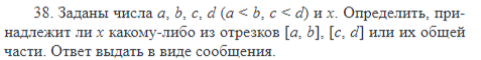 38. Заданы числа a, b, c, d (a < b, c < d) и x. Определить, при-
надлежит ли x какому-либо из отрезков [a, b], [c, d] или их общей
части. Ответ выдать в виде сообщения.